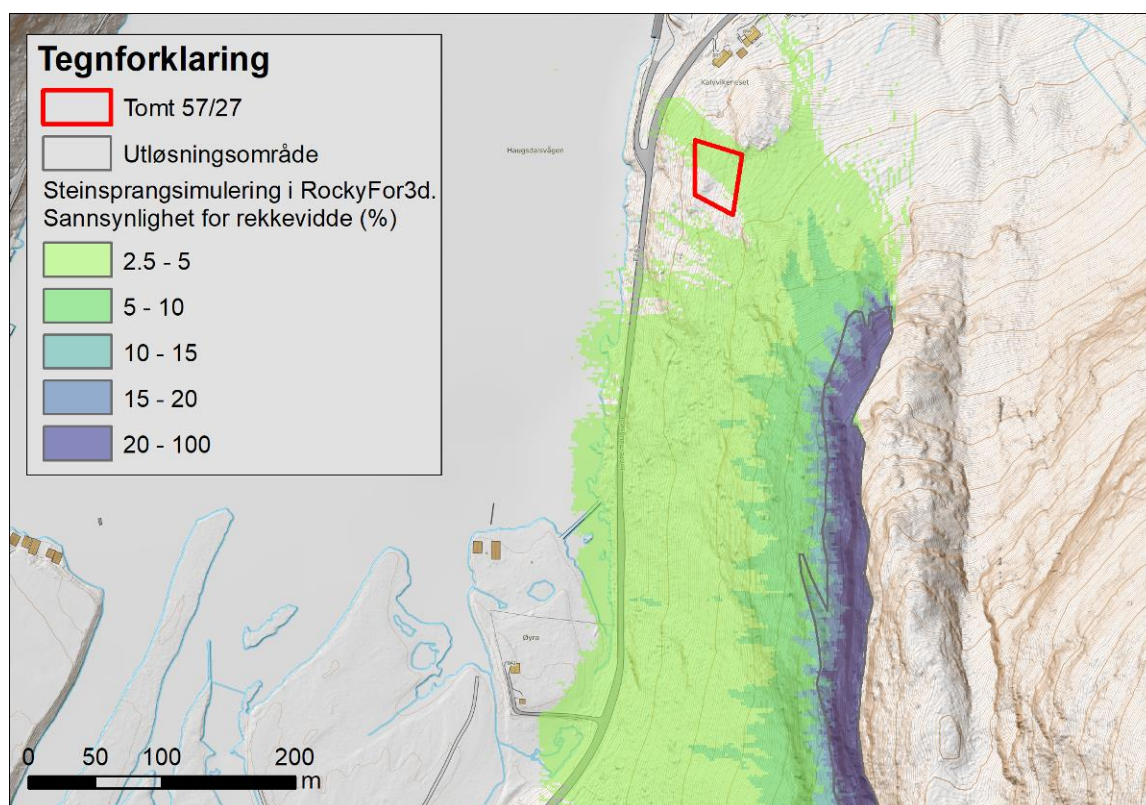 Tegnforklaring
Tomt 57/27
Utløsningsområde
Steinsprangsimulering i RockyFor3d.
Sannsynlighet for rekkevidde (%)
2.5 - 5
5 - 10
10 - 15
15 - 20
20 - 100
Haugsdalsvågen
Kalvvikeneset
Øyra
0 50 100 200
m